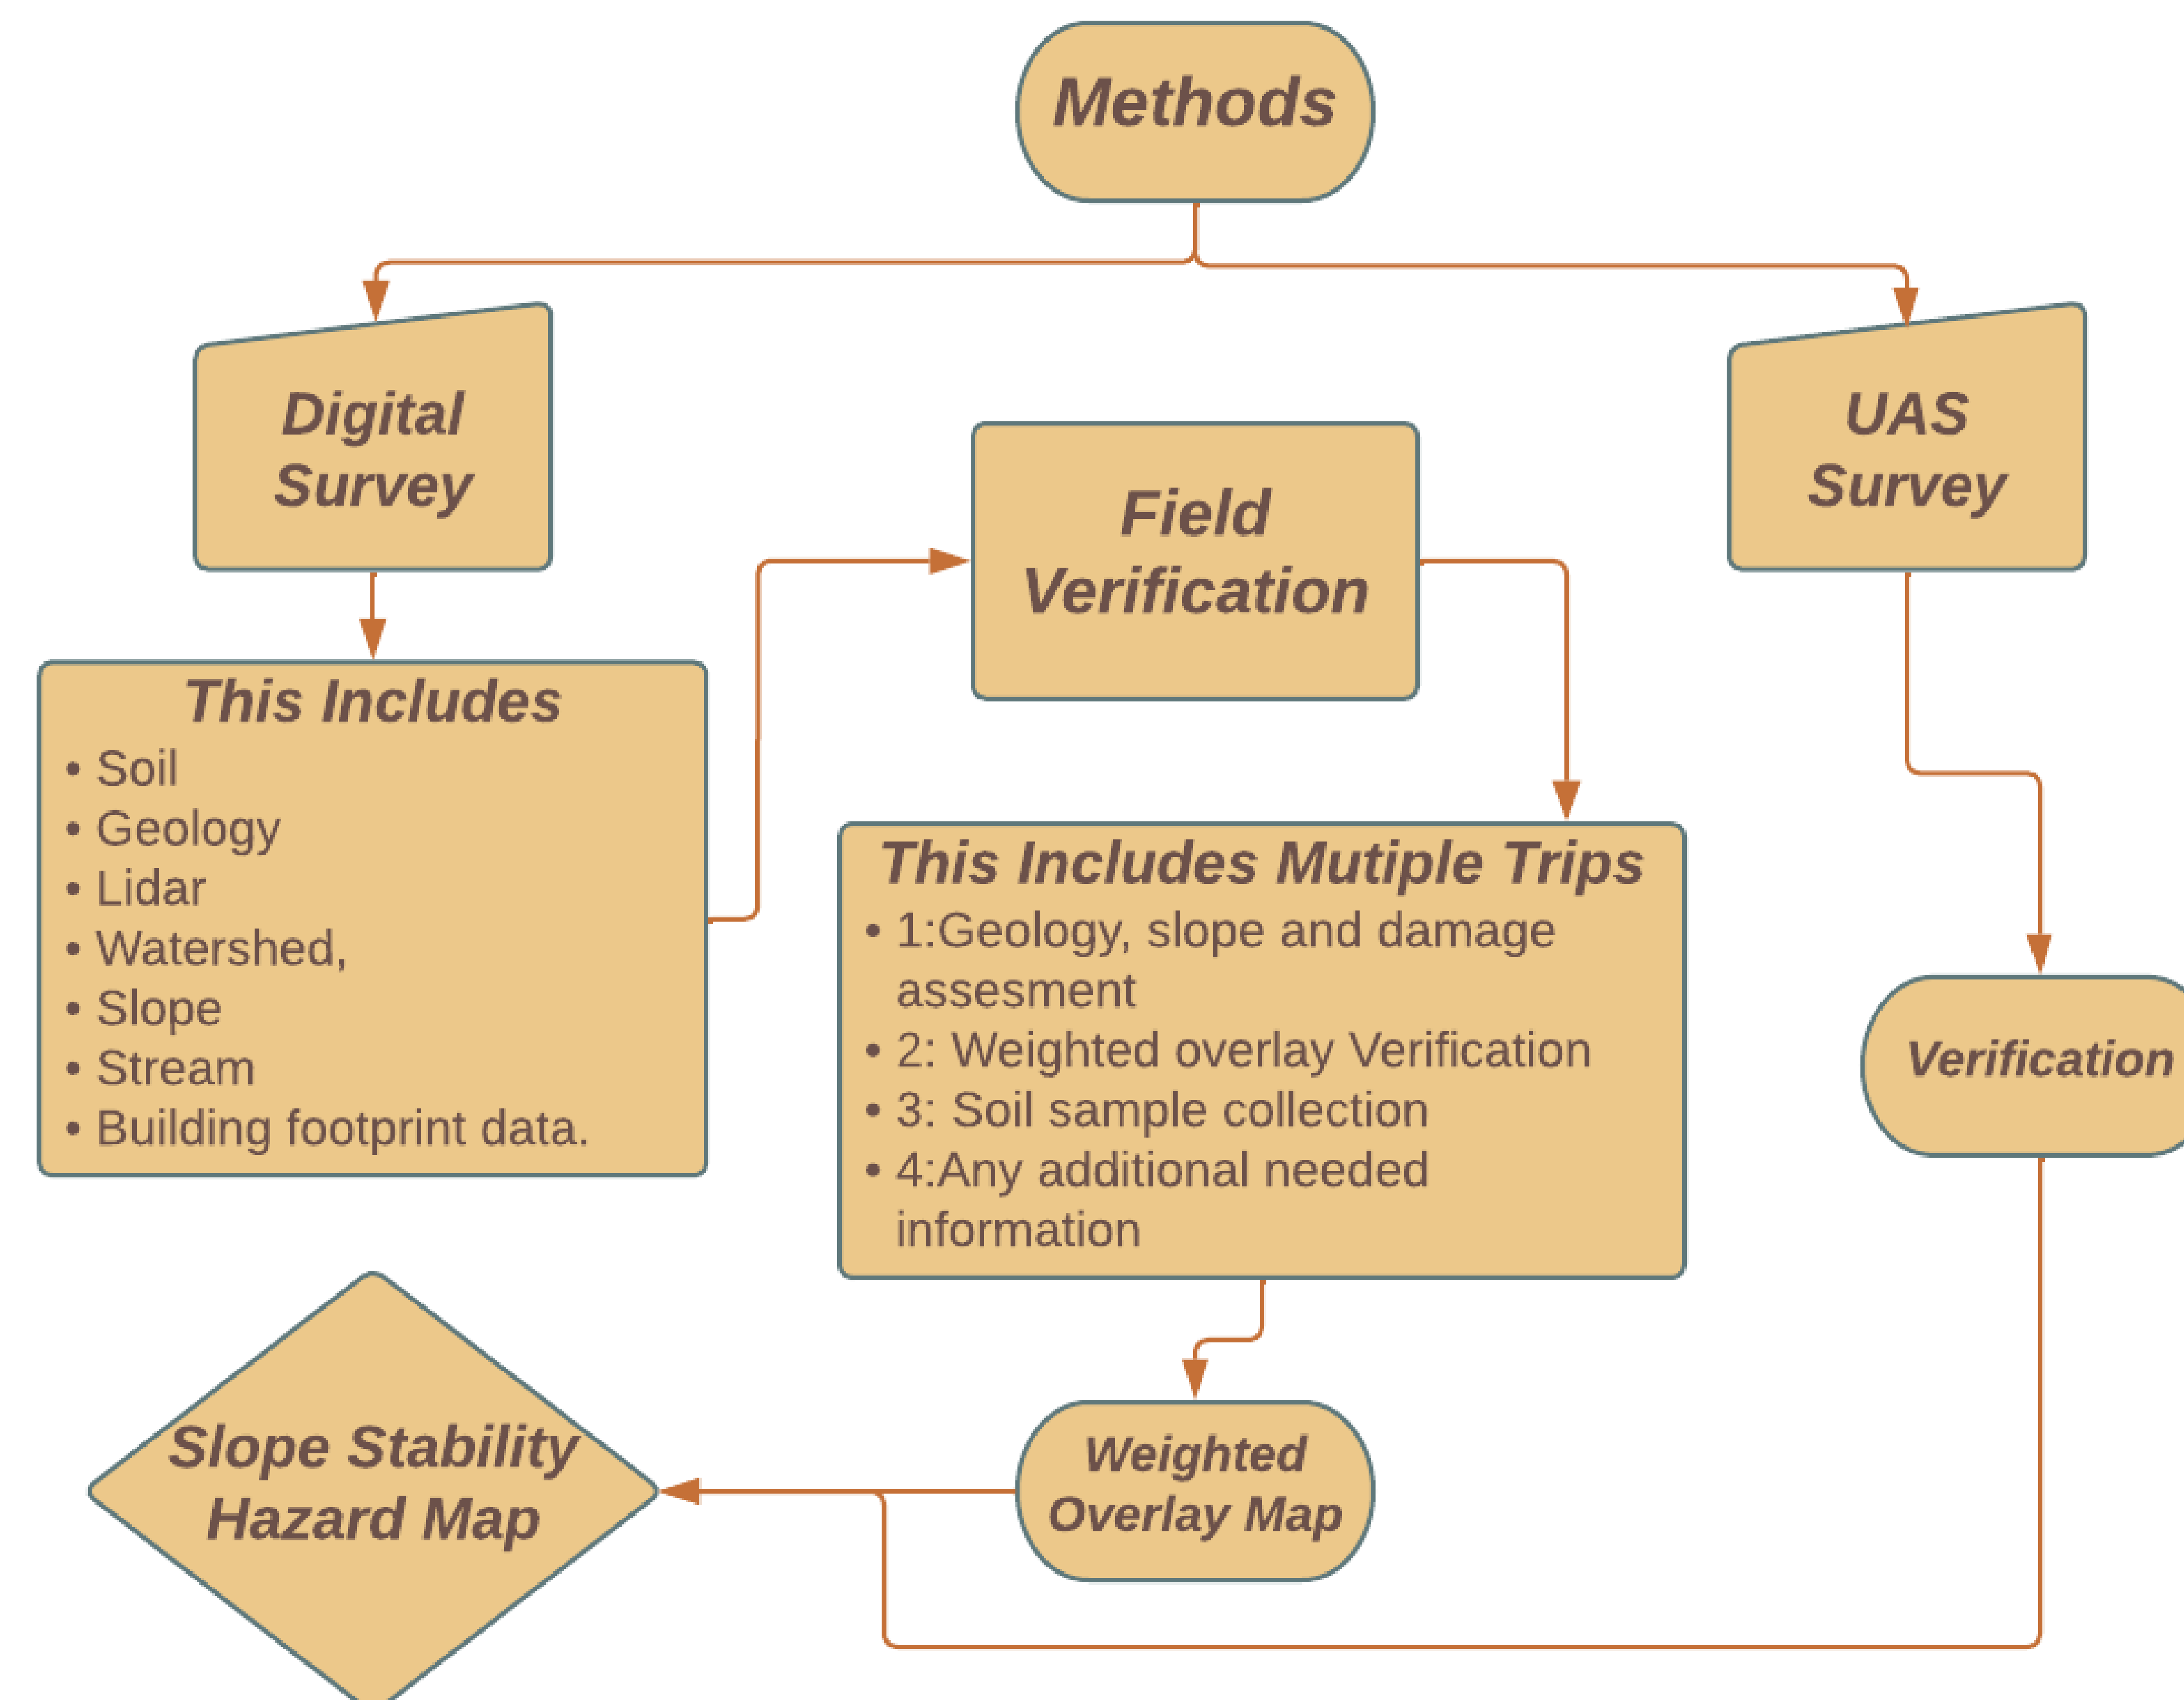 Methods
Digital
Survey
UAS
Survey
Field
Verification
This Includes
• Soil
• Geology
• Lidar
• Watershed,
• Slope
• Stream
• Building footprint data.
This Includes Mutiple Trips
• 1:Geology, slope and damage
assesment
• 2: Weighted overlay Verification
• 3: Soil sample collection
• 4:Any additional needed
information
Verification
Weighted
Overlay Map
Slope Stability
Hazard Map